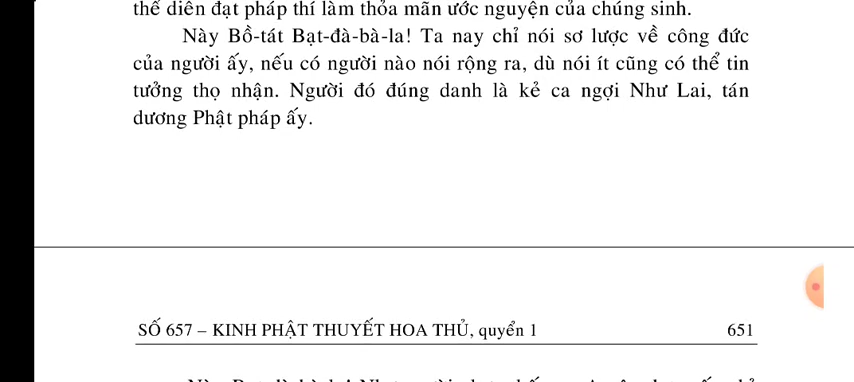 thể diễn đạt pháp thí làm thỏa mãn ước nguyện của chúng sinh.
Này Bồ-tát Bạt-đà-bà-la! Ta nay chỉ nói sơ lược về công đức
của người ấy, nếu có người nào nói rộng ra, dù nói ít cũng có thể tin
tưởng thọ nhận. Người đó đúng danh là kẻ ca ngợi Như Lai, tán
dương Phật pháp ấy.
SỐ 657 – KINH PHẬT THUYẾT HOA THỦ, quyển 1 651